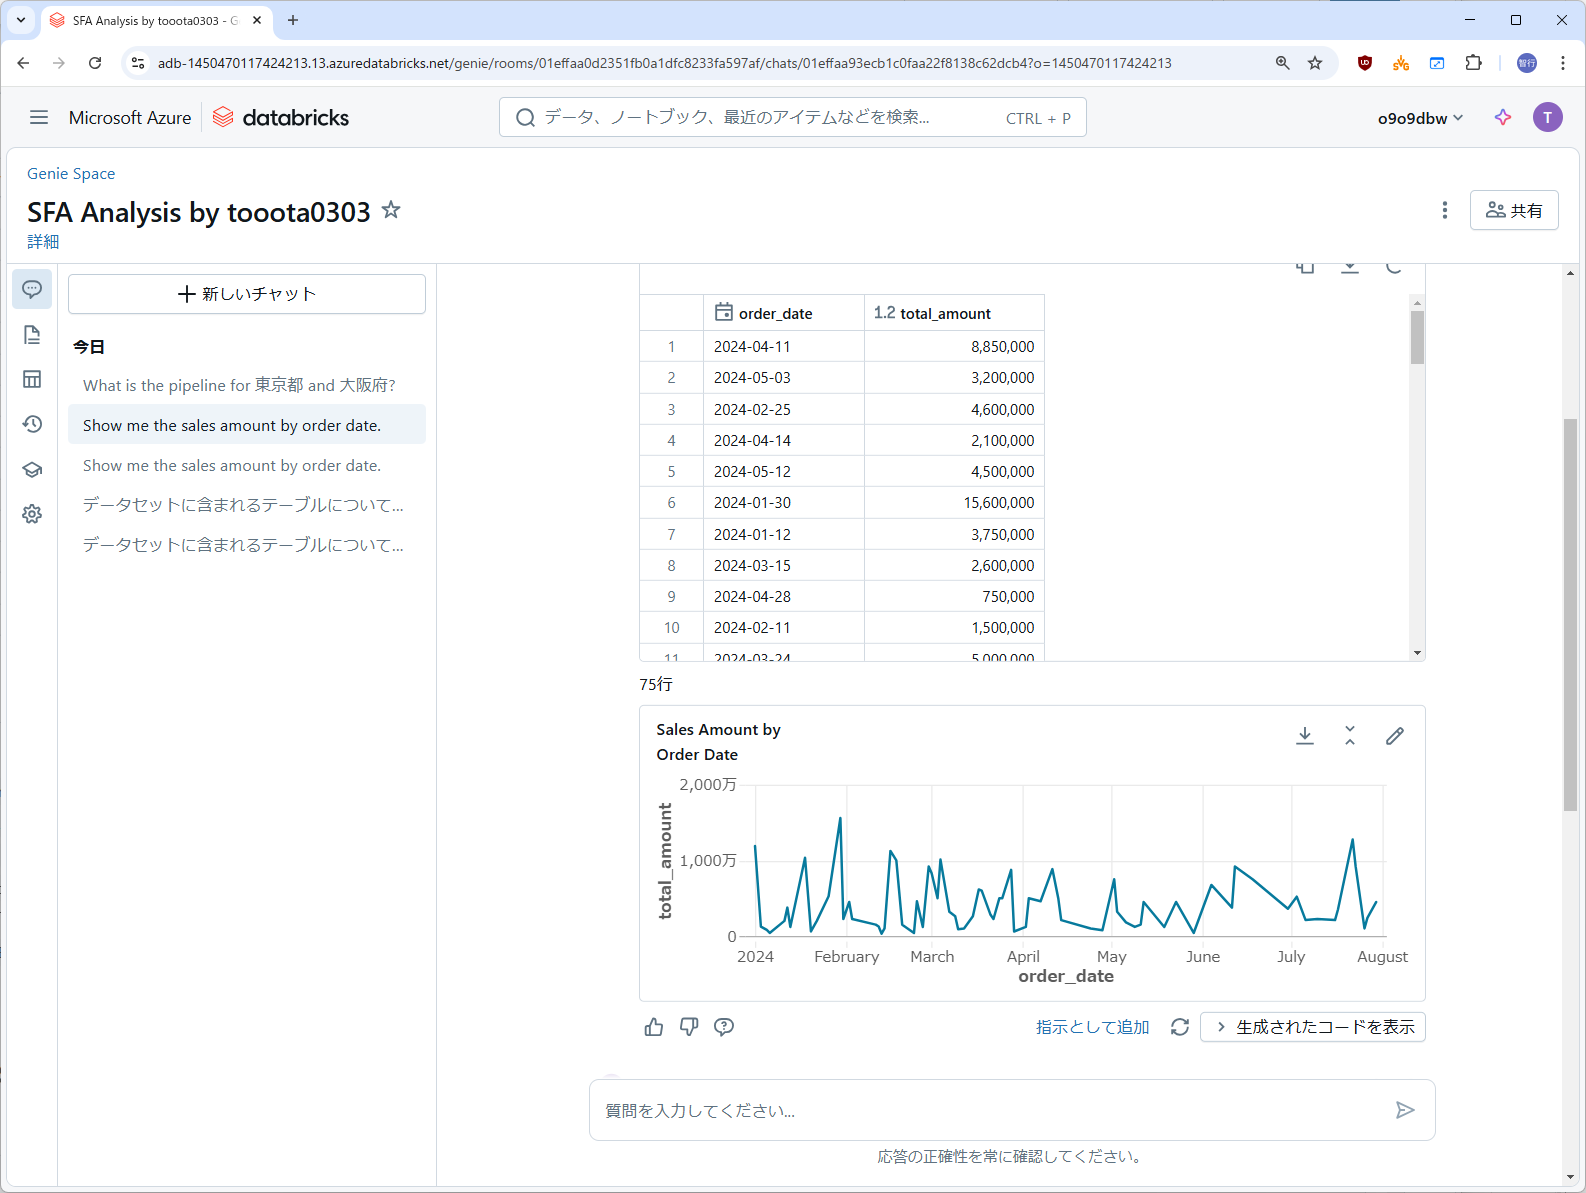 SFA Analysis by tooota0303 - G
adb-1450470117424213.13.azuredatabricks.net/genie/rooms/01effaa0d2351fb0a1dfc8233fa597af/chats/01effaa93ecb1c0faa22f8138c62dcb4?o=1450470117424213
智行
Microsoft Azure
databricks
データ、ノートブック、最近のアイテムなどを検索... CTRL + P
o9o9dbw
T
Genie Space
SFA Analysis by tooota0303
詳細
共有
新しいチャット
今日
What is the pipeline for 東京都 and 大阪府?
Show me the sales amount by order date.
Show me the sales amount by order date.
データセットに含まれるテーブルについて...
データセットに含まれるテーブルについて...
order_date 1.2 total_amount
1 2024-04-11 8,850,000
2 2024-05-03 3,200,000
3 2024-02-25 4,600,000
4 2024-04-14 2,100,000
5 2024-05-12 4,500,000
6 2024-01-30 15,600,000
7 2024-01-12 3,750,000
8 2024-03-15 2,600,000
9 2024-04-28 750,000
10 2024-02-11 1,500,000
11 2024-03-24 5,000,000
75行
Sales Amount by
Order Date
2,000万
1,000万
0
total_amount
2024 February March April May June July August
order_date
指示として追加
生成されたコードを表示
質問を入力してください...
応答の正確性を常に確認してください。